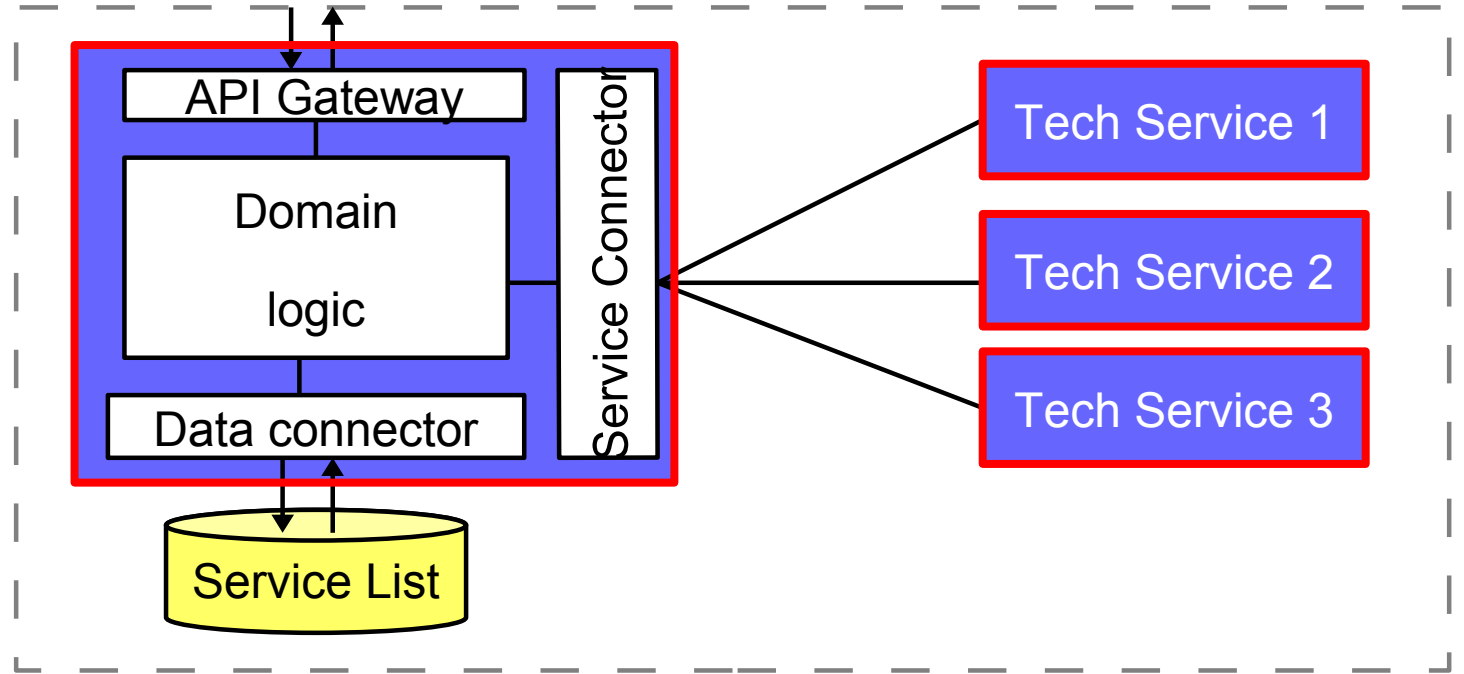 API Gateway
Domain
logic
Data connector
Service Connector
Service List
Tech Service 1
Tech Service 2
Tech Service 3